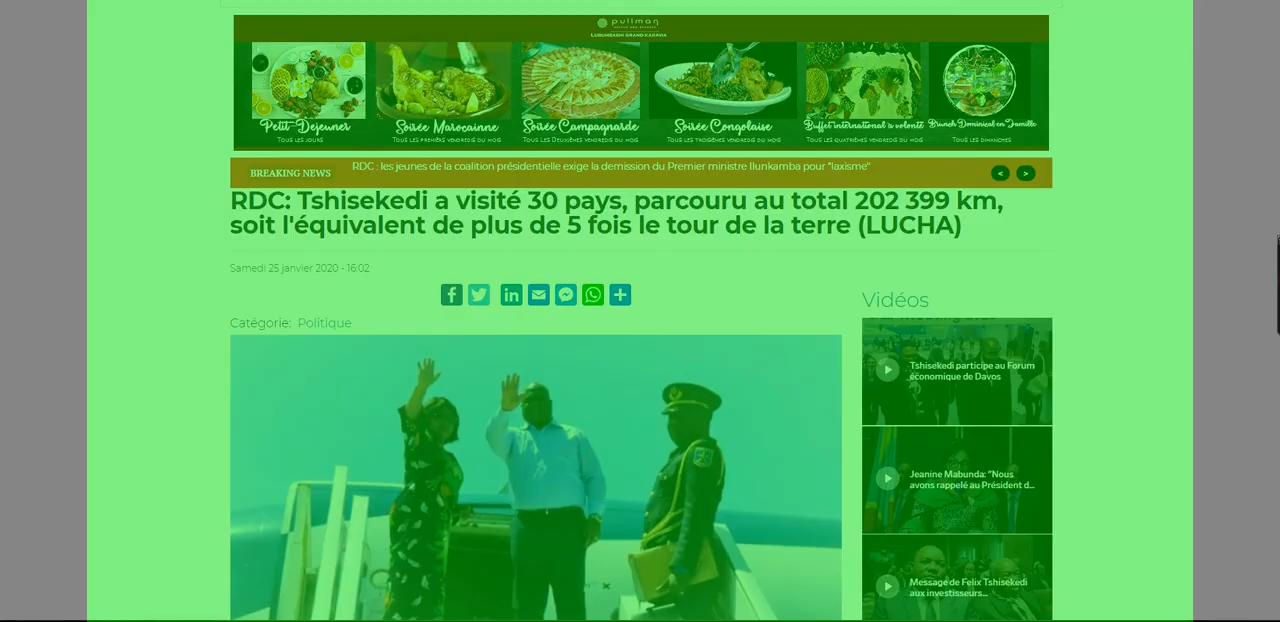 pullman
LUBUMBASHI GRAND KARAVIA
Petit-Dejeuner
TOUS LES JOURS
Soirée Marocainne
TOUS LES PREMIERS VENDREDIS DU MOIS
Soirée Campagnarde
TOUS LES DEUXIÈMES VENDREDIS DU MOIS
Soirée Congolaise
TOUS LES TROISIÈMES VENDREDIS DU MOIS
Buffet international à volonté
TOUS LES QUATRIÈMES VENDREDIS DU MOIS
Brunch Dominical en Famille
TOUS LES DIMANCHES
BREAKING NEWS
RDC : les jeunes de la coalition présidentielle exige la demission du Premier ministre Ilunkamba pour "laxisme"
< >
RDC: Tshisekedi a visité 30 pays, parcouru au total 202 399 km,
soit l'équivalent de plus de 5 fois le tour de la terre (LUCHA)
Samedi 25 janvier 2020 - 16:02
Catégorie: Politique
Vidéos
Tshisekedi participe au Forum
économique de Davos
Jeanine Mabunda: "Nous
avons rappelé au Président d...
Message de Felix Tshisekedi
aux investisseurs...